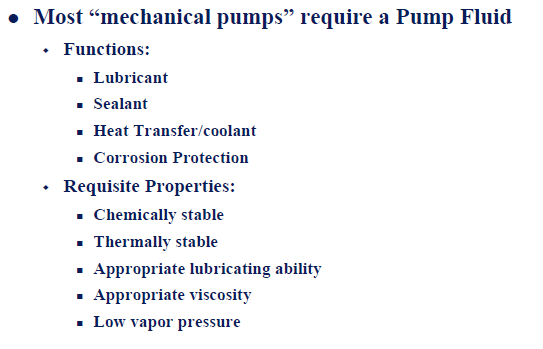 • Most “mechanical pumps” require a Pump Fluid
◆ Functions:
■ Lubricant
■ Sealant
■ Heat Transfer/coolant
■ Corrosion Protection
◆ Requisite Properties:
■ Chemically stable
■ Thermally stable
■ Appropriate lubricating ability
■ Appropriate viscosity
■ Low vapor pressure